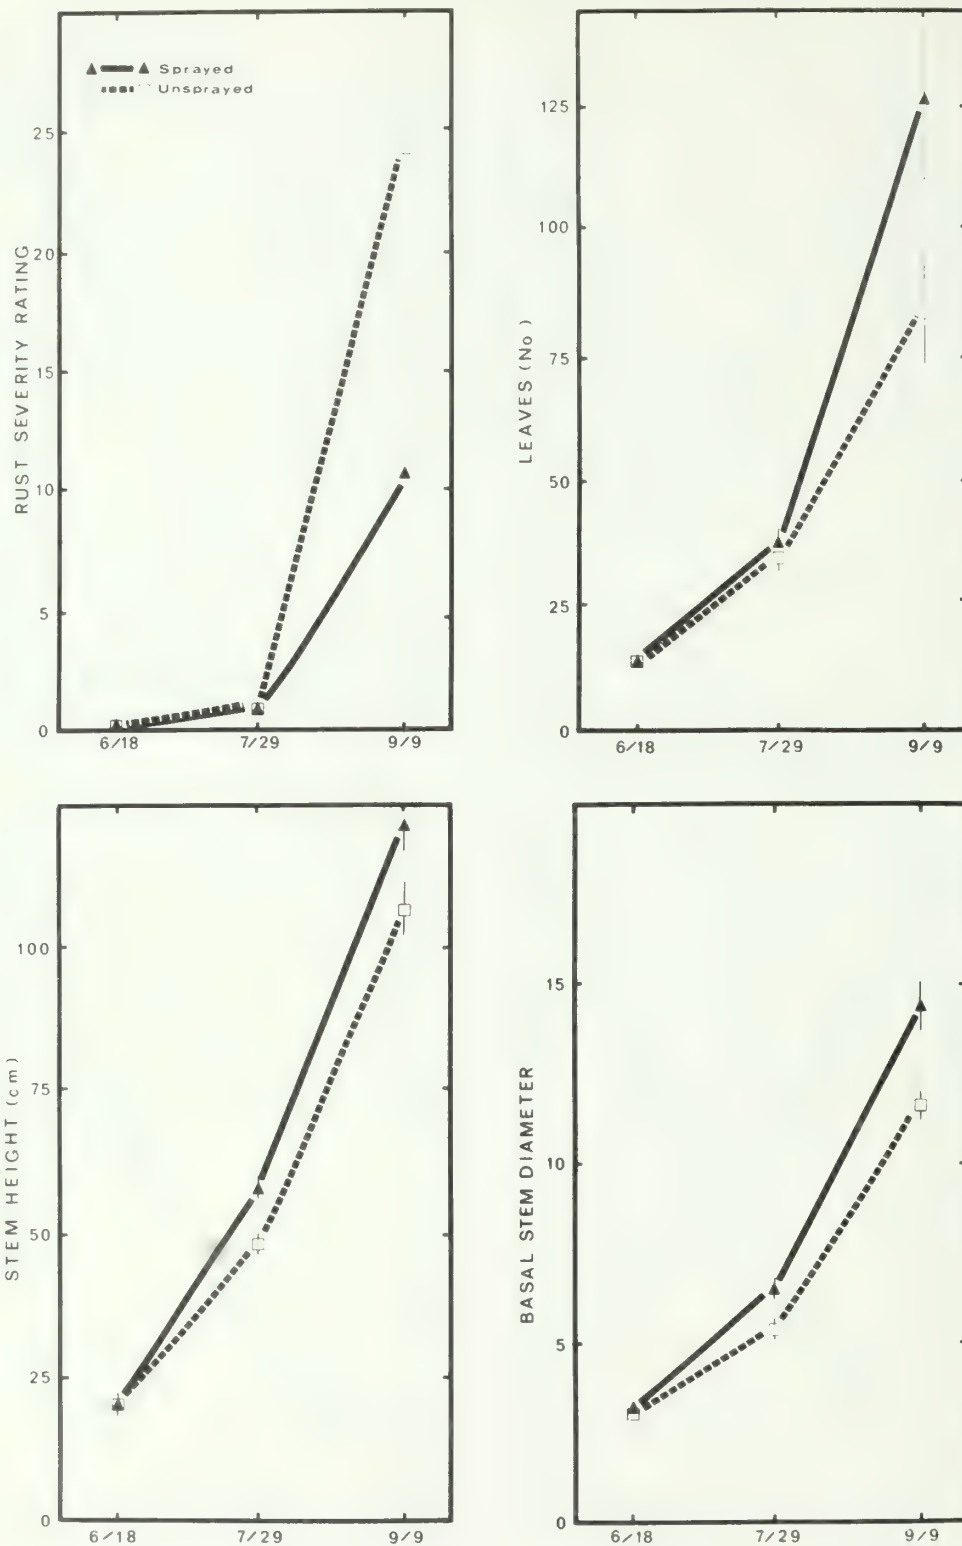 Sprayed
Unsprayed
RUST SEVERITY RATING
25
20
15
10
5
0
6/18 7/29 9/9
LEAVES (No)
125
100
75
50
25
0
6/18 7/29 9/9
STEM HEIGHT (cm)
100
75
50
25
0
6/18 7/29 9/9
BASAL STEM DIAMETER
15
10
5
0
6/18 7/29 9/9